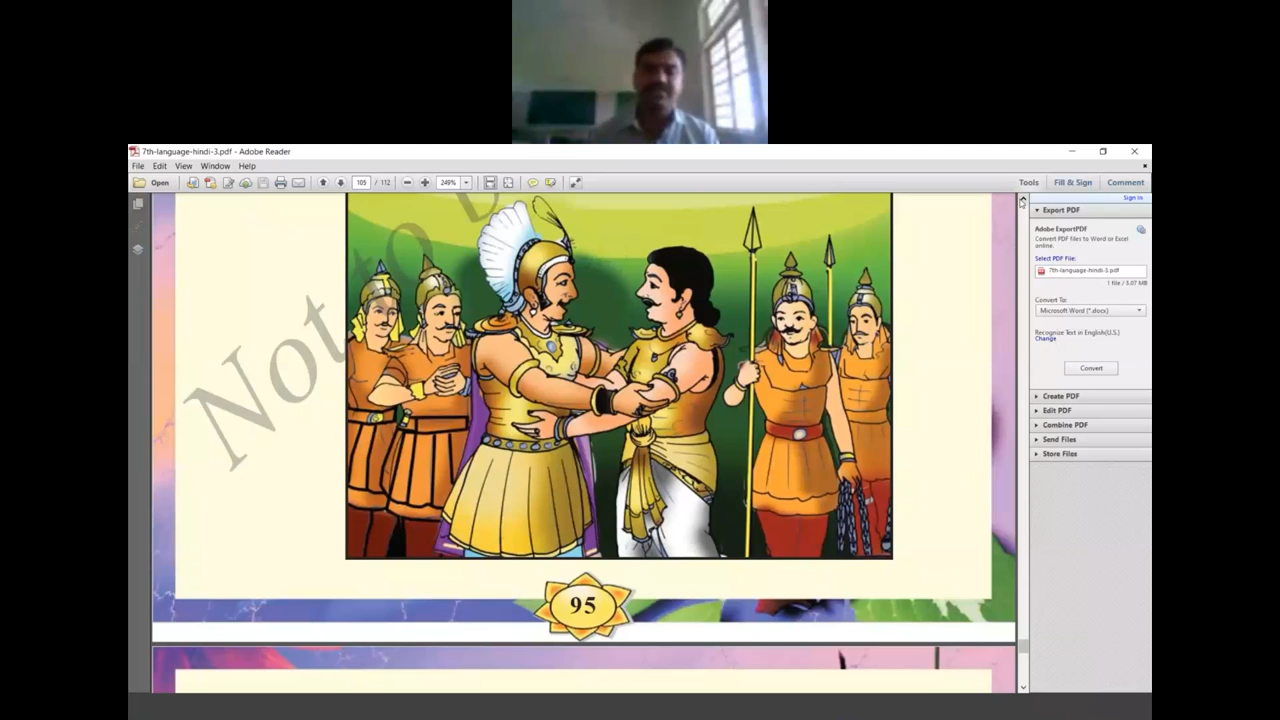 7th-language-hindi-3.pdf - Adobe Reader
File Edit View Window Help
Open 105 / 112 249% Tools Fill & Sign Comment
Sign In
Export PDF
Adobe ExportPDF
Convert PDF files to Word or Excel
online.
Select PDF File:
7th-language-hindi-3.pdf
1 file / 3.07 MB
Convert To:
Microsoft Word (*.docx)
Recognize Text in English(U.S.)
Change
Convert
Create PDF
Edit PDF
Combine PDF
Send Files
Store Files
Not to
95